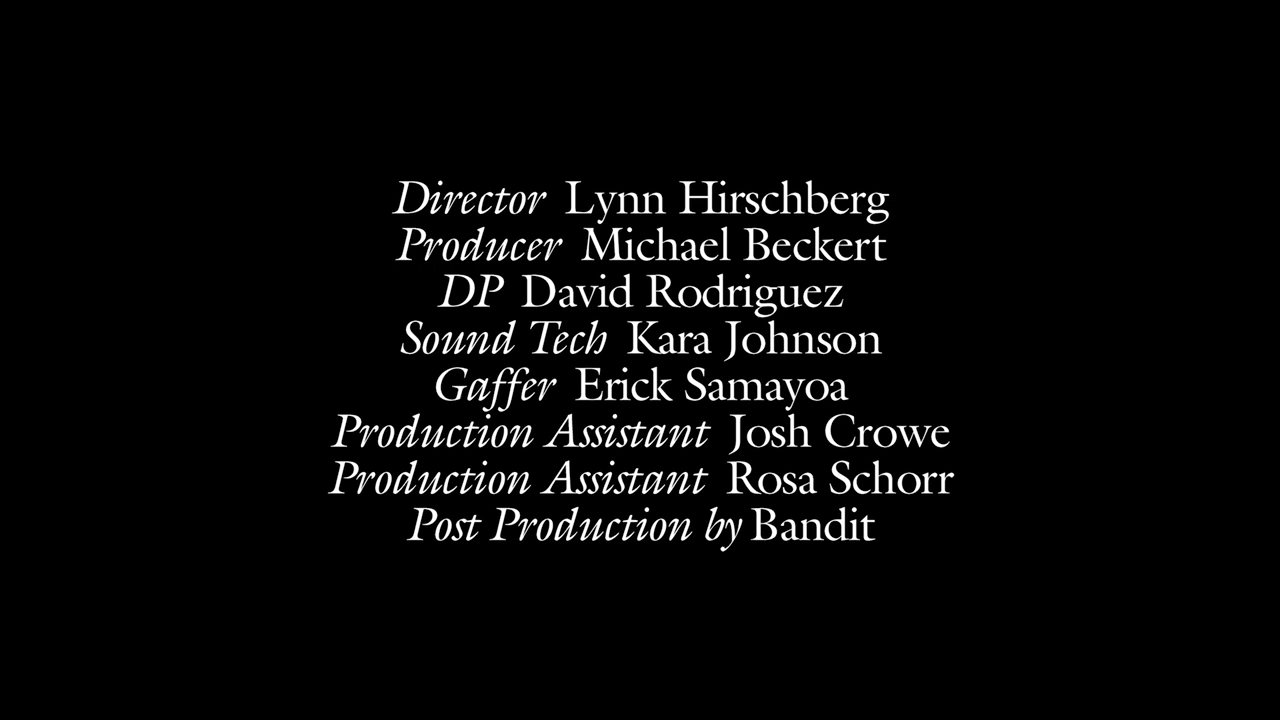 Director Lynn Hirschberg
Producer Michael Beckert
DP David Rodriguez
Sound Tech Kara Johnson
Gaffer Erick Samayoa
Production Assistant Josh Crowe
Production Assistant Rosa Schorr
Post Production by Bandit